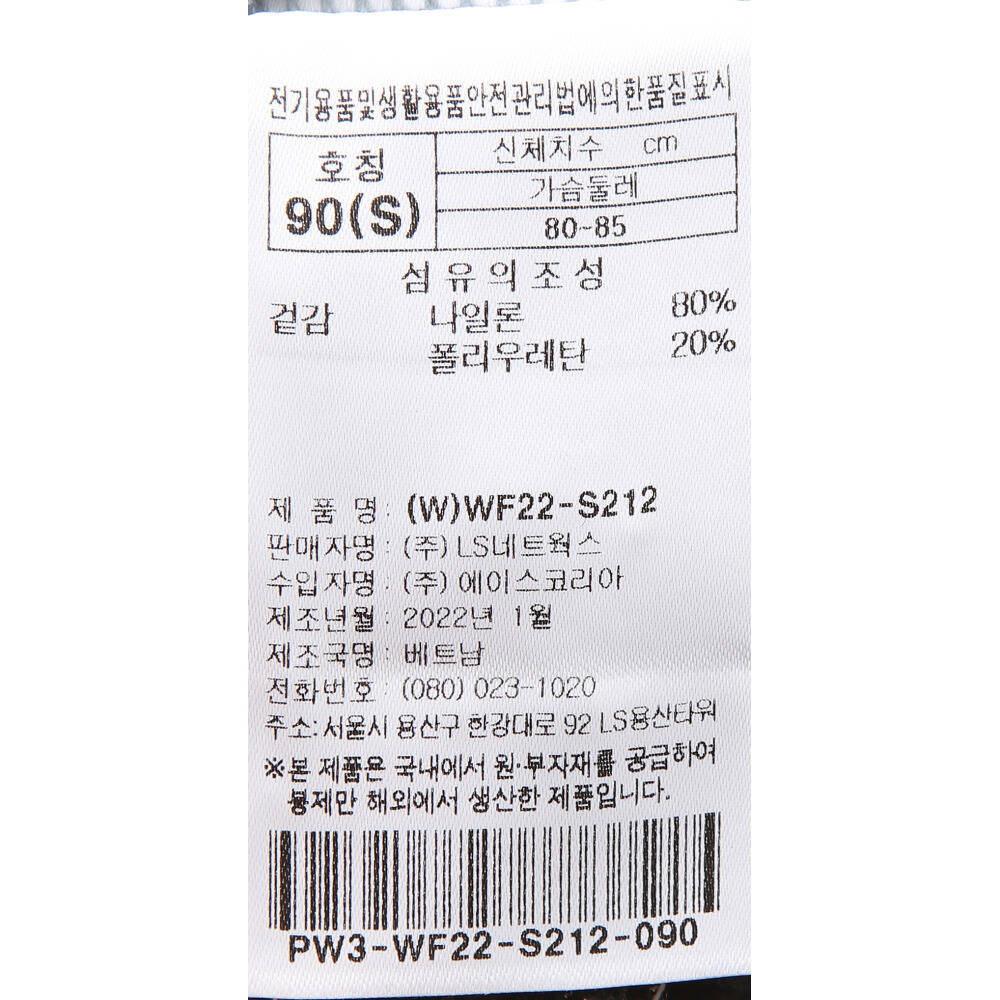 전기용품및생활용품안전관리법에의한품질표시
호칭
90(S)
신체치수 cm
가슴둘레
80-85
섬유의조성
겉감 나일론 80%
폴리우레탄 20%
제 품 명: (W)WF22-S212
판매자명: (주)LS네트웍스
수입자명: (주)에이스코리아
제조년월: 2022년 1월
제조국명: 베트남
전화번호: (080) 023-1020
주소: 서울시 용산구 한강대로 92 LS용산타워
※본 제품은 국내에서 원·부자재를 공급하여
봉제만 해외에서 생산한 제품입니다.
PW3-WF22-S212-090